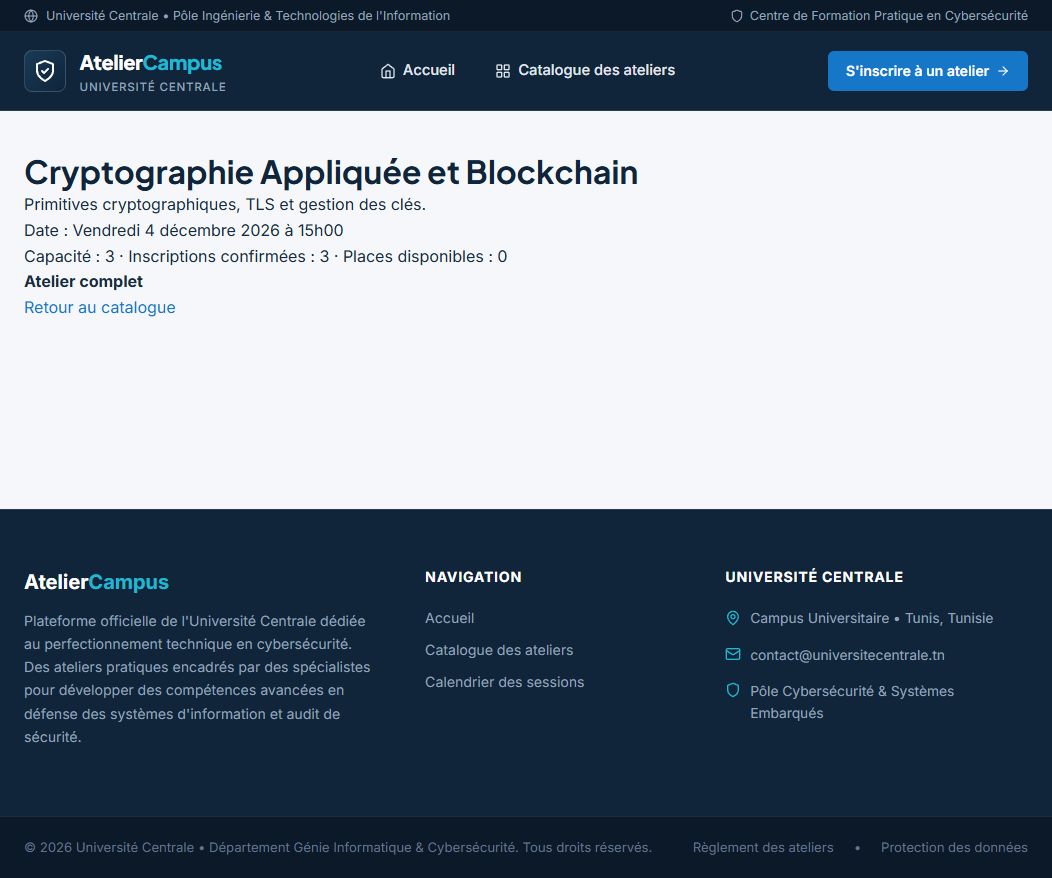 Université Centrale • Pôle Ingénierie & Technologies de l'Information
Centre de Formation Pratique en Cybersécurité
AtelierCampus
UNIVERSITÉ CENTRALE
Accueil
Catalogue des ateliers
S'inscrire à un atelier →
Cryptographie Appliquée et Blockchain
Primitives cryptographiques, TLS et gestion des clés.
Date : Vendredi 4 décembre 2026 à 15h00
Capacité : 3 · Inscriptions confirmées : 3 · Places disponibles : 0
Atelier complet
Retour au catalogue
AtelierCampus
Plateforme officielle de l'Université Centrale dédiée
au perfectionnement technique en cybersécurité.
Des ateliers pratiques encadrés par des spécialistes
pour développer des compétences avancées en
défense des systèmes d'information et audit de
sécurité.
NAVIGATION
Accueil
Catalogue des ateliers
Calendrier des sessions
UNIVERSITÉ CENTRALE
Campus Universitaire • Tunis, Tunisie
contact@universitecentrale.tn
Pôle Cybersécurité & Systèmes
Embarqués
© 2026 Université Centrale • Département Génie Informatique & Cybersécurité. Tous droits réservés.
Règlement des ateliers • Protection des données